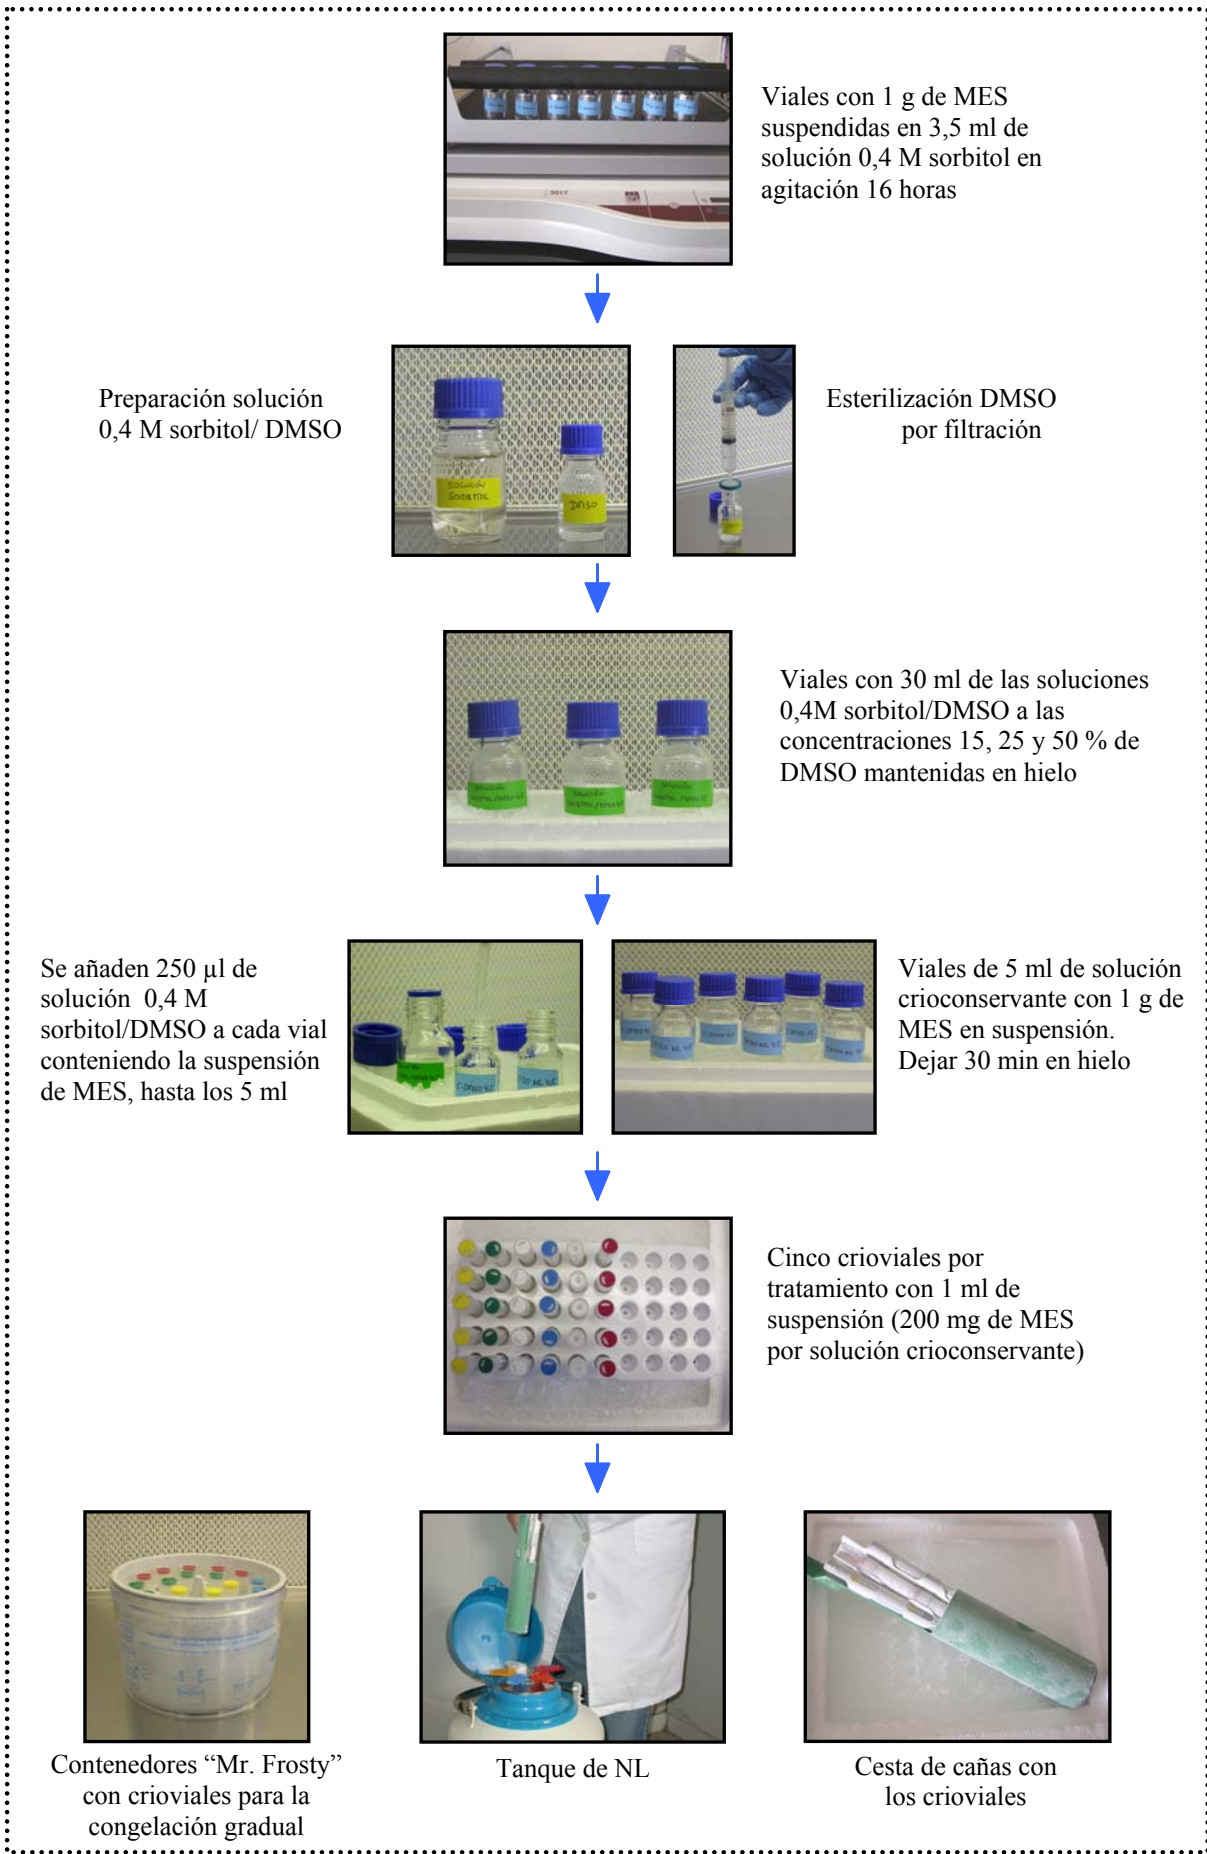 Viales con 1 g de MES
suspendidas en 3,5 ml de
solución 0,4 M sorbitol en
agitación 16 horas
3017
Preparación solución
0,4 M sorbitol/ DMSO
SOLUCIÓN
SORBITOL
DMSO
Esterilización DMSO
por filtración
Viales con 30 ml de las soluciones
0,4M sorbitol/DMSO a las
concentraciones 15, 25 y 50 % de
DMSO mantenidas en hielo
Se añaden 250 µl de
solución 0,4 M
sorbitol/DMSO a cada vial
conteniendo la suspensión
de MES, hasta los 5 ml
Viales de 5 ml de solución
crioconservante con 1 g de
MES en suspensión.
Dejar 30 min en hielo
Cinco crioviales por
tratamiento con 1 ml de
suspensión (200 mg de MES
por solución crioconservante)
Contenedores “Mr. Frosty”
con crioviales para la
congelación gradual
Tanque de NL
Cesta de cañas con
los crioviales